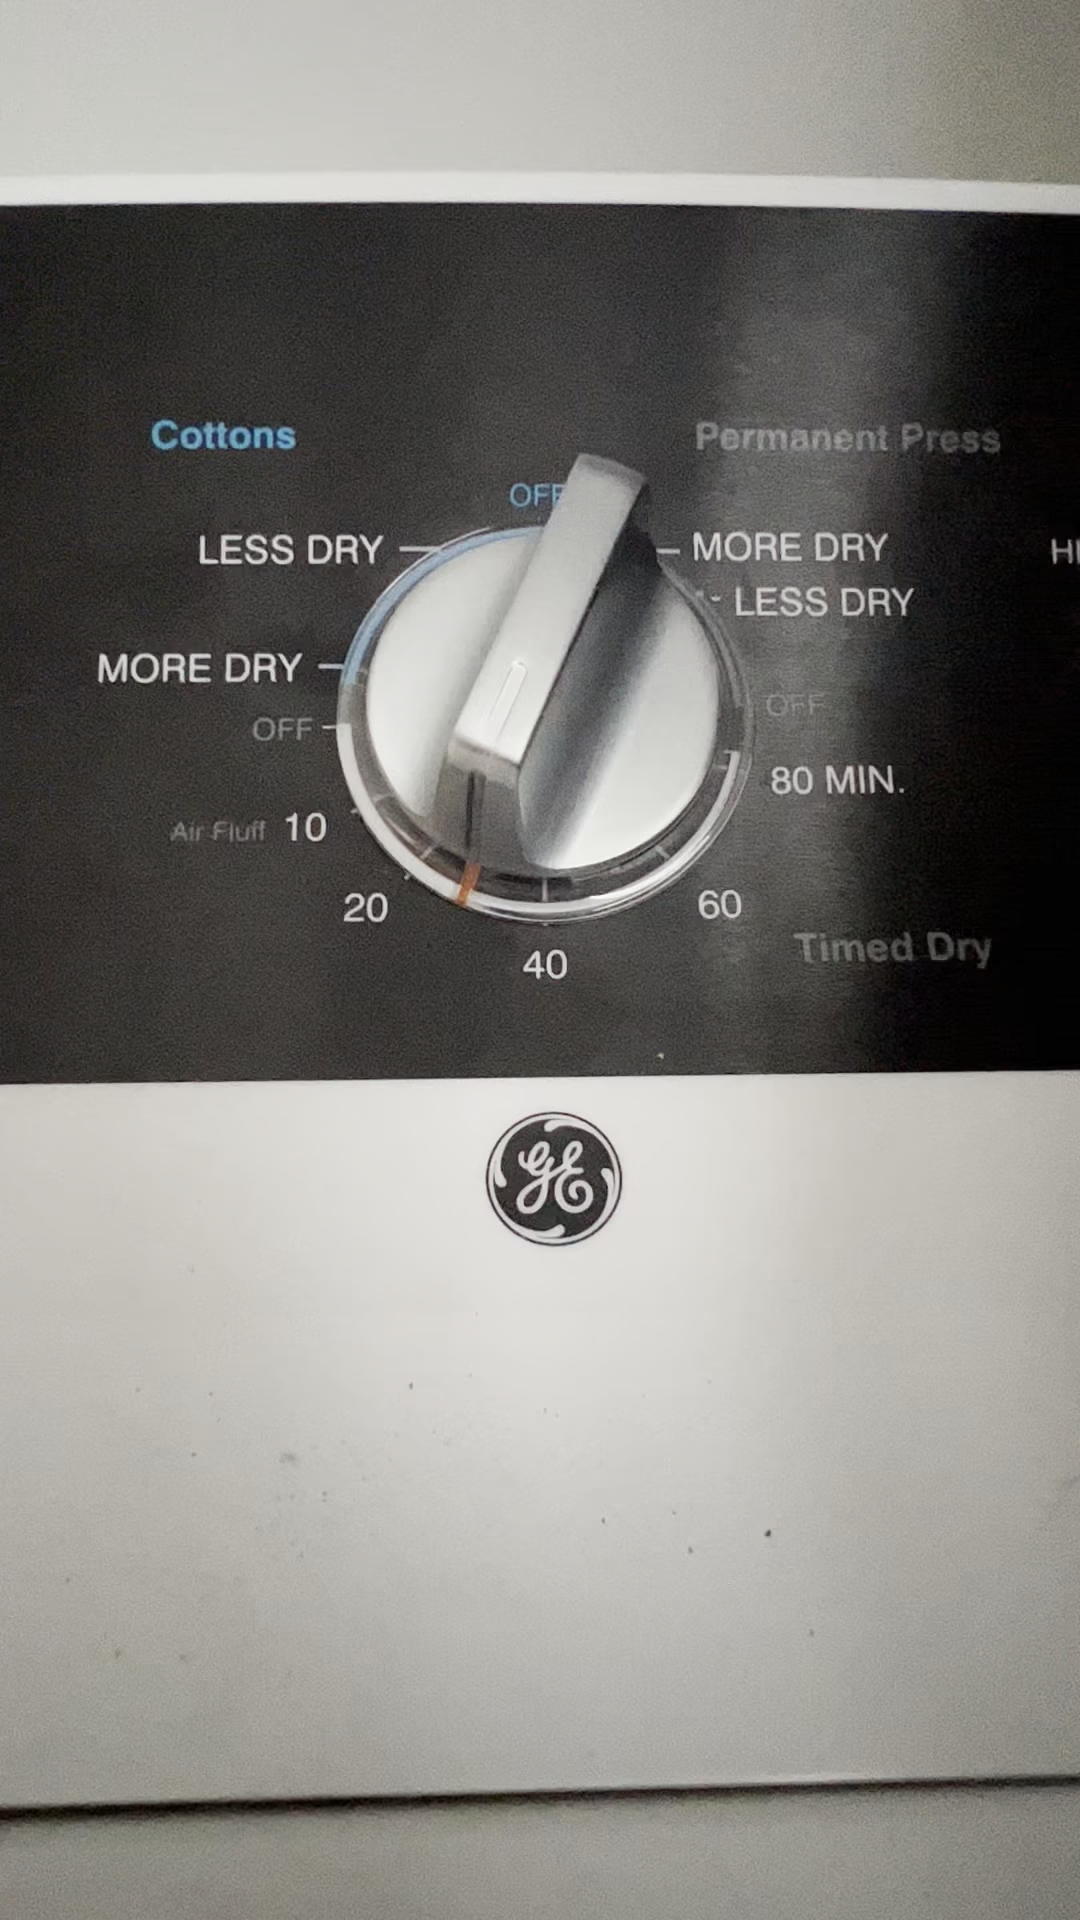 Cottons
Permanent Press
OFF
LESS DRY
MORE DRY
LESS DRY
MORE DRY
OFF
OFF
80 MIN.
Air Fluff 10
20
60
40
Timed Dry
GE